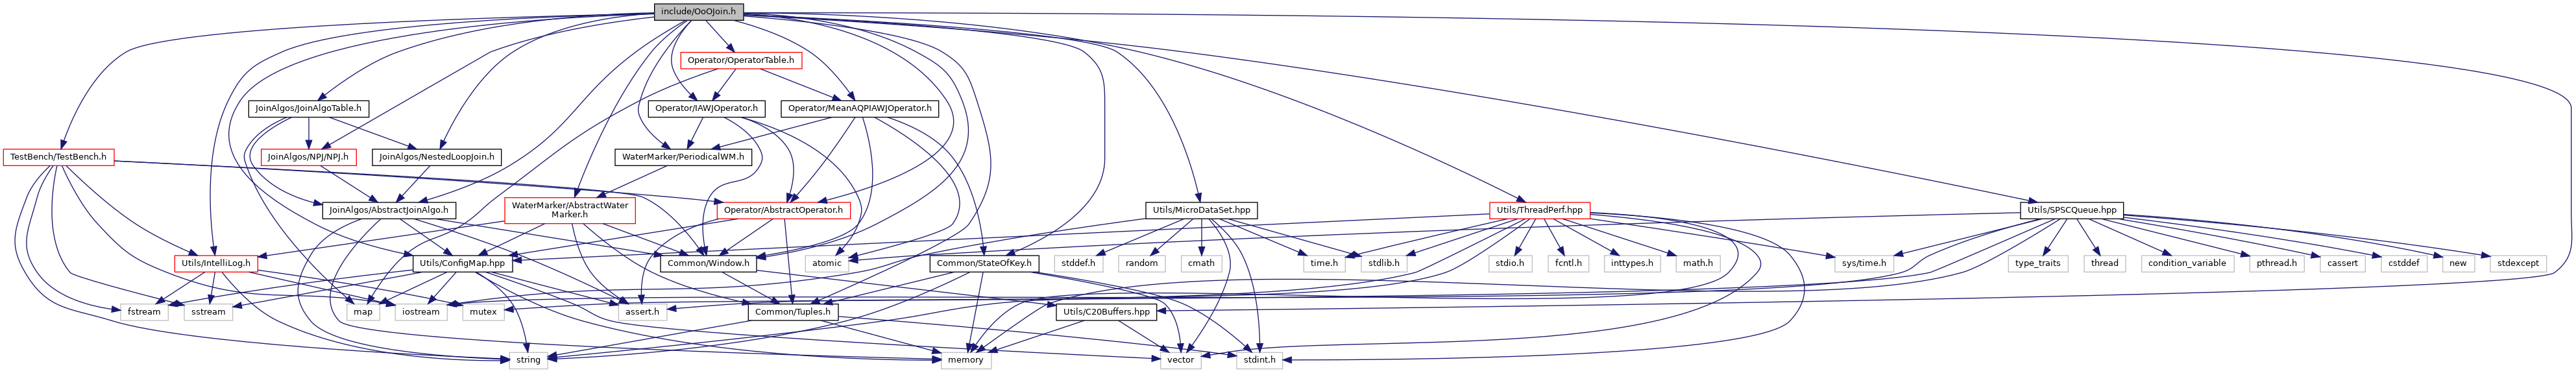 include/OoOJoin.h
Operator/OperatorTable.h
JoinAlgos/JoinAlgoTable.h
Operator/IAWJOperator.h
Operator/MeanAQPIAWJOperator.h
TestBench/TestBench.h
JoinAlgos/NPJ/NPJ.h
JoinAlgos/NestedLoopJoin.h
WaterMarker/PeriodicalWM.h
JoinAlgos/AbstractJoinAlgo.h
WaterMarker/AbstractWater
Marker.h
Operator/AbstractOperator.h
Utils/MicroDataSet.hpp
Utils/ThreadPerf.hpp
Utils/SPSCQueue.hpp
Utils/IntelliLog.h
Utils/ConfigMap.hpp
Common/Window.h
atomic
Common/StateOfKey.h
stddef.h
random
cmath
time.h
stdlib.h
stdio.h
fcntl.h
inttypes.h
math.h
sys/time.h
type_traits
thread
condition_variable
pthread.h
cassert
cstddef
new
stdexcept
fstream
sstream
map
iostream
mutex
assert.h
Common/Tuples.h
Utils/C20Buffers.hpp
string
memory
vector
stdint.h